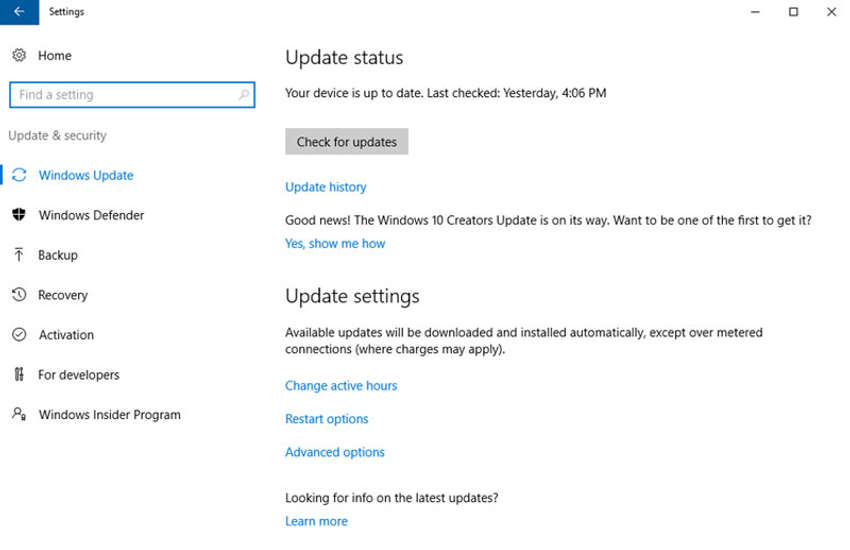 Settings
Home
Find a setting
Update & security
Windows Update
Windows Defender
Backup
Recovery
Activation
For developers
Windows Insider Program
Update status
Your device is up to date. Last checked: Yesterday, 4:06 PM
Check for updates
Update history
Good news! The Windows 10 Creators Update is on its way. Want to be one of the first to get it?
Yes, show me how
Update settings
Available updates will be downloaded and installed automatically, except over metered
connections (where charges may apply).
Change active hours
Restart options
Advanced options
Looking for info on the latest updates?
Learn more